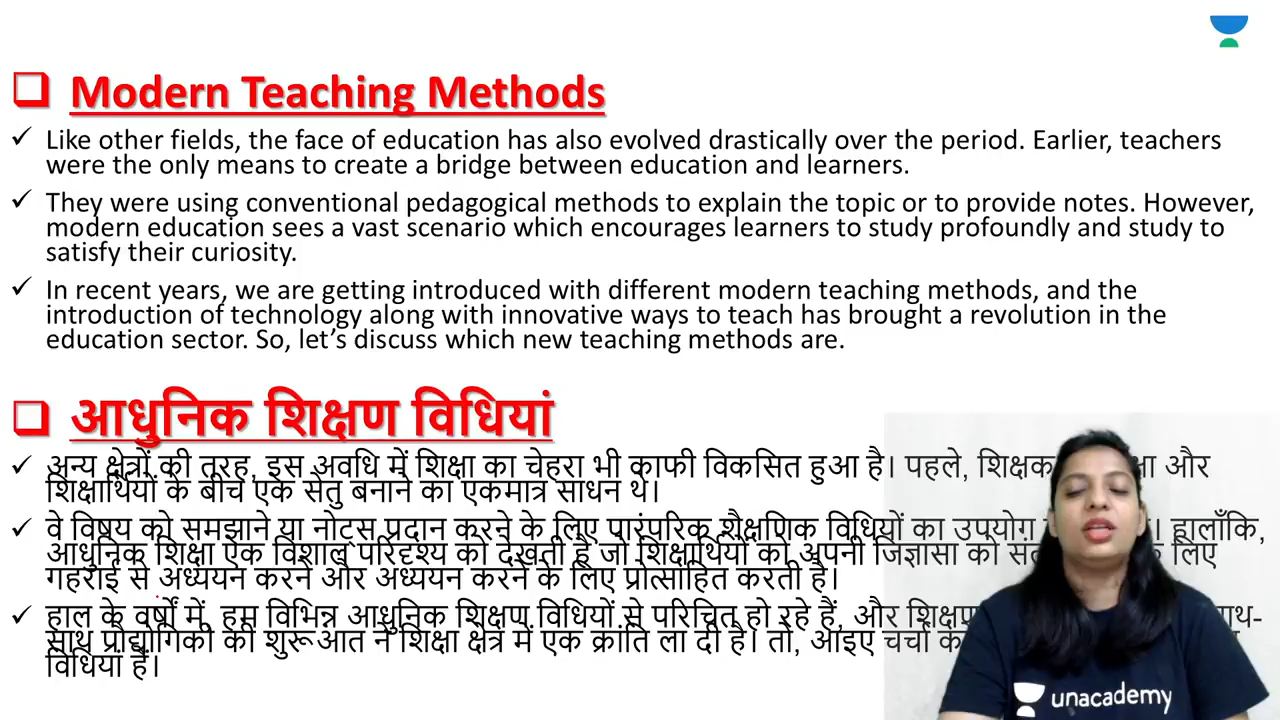 Modern Teaching Methods
Like other fields, the face of education has also evolved drastically over the period. Earlier, teachers
were the only means to create a bridge between education and learners.
They were using conventional pedagogical methods to explain the topic or to provide notes. However,
modern education sees a vast scenario which encourages learners to study profoundly and study to
satisfy their curiosity.
In recent years, we are getting introduced with different modern teaching methods, and the
introduction of technology along with innovative ways to teach has brought a revolution in the
education sector. So, let’s discuss which new teaching methods are.
आधुनिक शिक्षण विधियां
अन्य क्षेत्रों की तरह, इस अवधि में शिक्षा का चेहरा भी काफी विकसित हुआ है। पहले, और
शिक्षार्थियों के बीच एक सेतु बनाने का एकमात्र साधन थे।
वे विषय को समझाने या नोट्स प्रदान करने के लिए पारंपरिक शैक्षणिक विधियों का उपयोग हालाँकि,
आधुनिक शिक्षा एक विशाल परिदृश्य को देखती है जो शिक्षार्थियों को अपनी जिज्ञासा को के लिए
गहराई से अध्ययन करने और अध्ययन करने के लिए प्रोत्साहित करती है।
हाल के वर्षों में, हम विभिन्न आधुनिक शिक्षण विधियों से परिचित हो रहे हैं, और
साथ प्रौद्योगिकी की शुरूआत ने शिक्षा क्षेत्र में एक क्रांति ला दी है। तो, आइए चर्चा
विधियां हैं।
unacademy